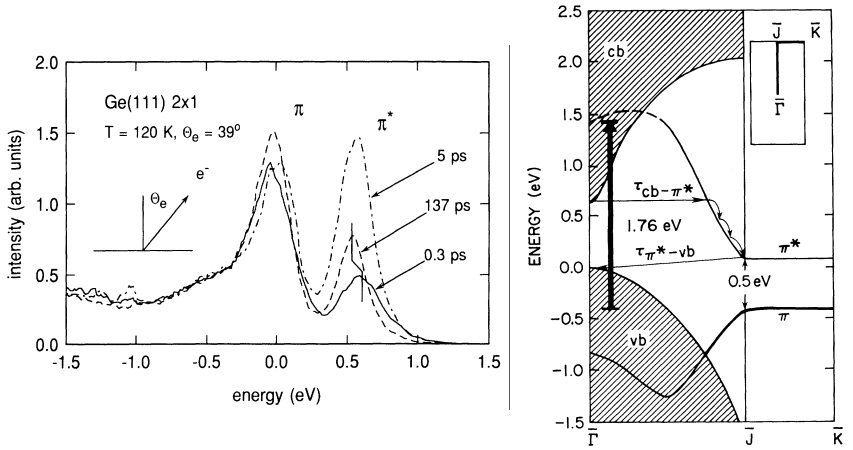 2.0
1.5
1.0
0.5
0.0
intensity (arb. units)
Ge(111) 2x1
T = 120 K, Θe = 39º
e-
Θe
π
π*
5 ps
137 ps
0.3 ps
-1.5 -1.0 -0.5 0.0 0.5 1.0 1.5
energy (eV)
2.5
2.0
1.5
1.0
0.5
0.0
-0.5
-1.0
-1.5
ENERGY (eV)
cb
J̅ K̅
Γ̅
τcb-π*
1.76 eV
τπ*-vb
π*
0.5eV
π
vb
Γ̅ J̅ K̅